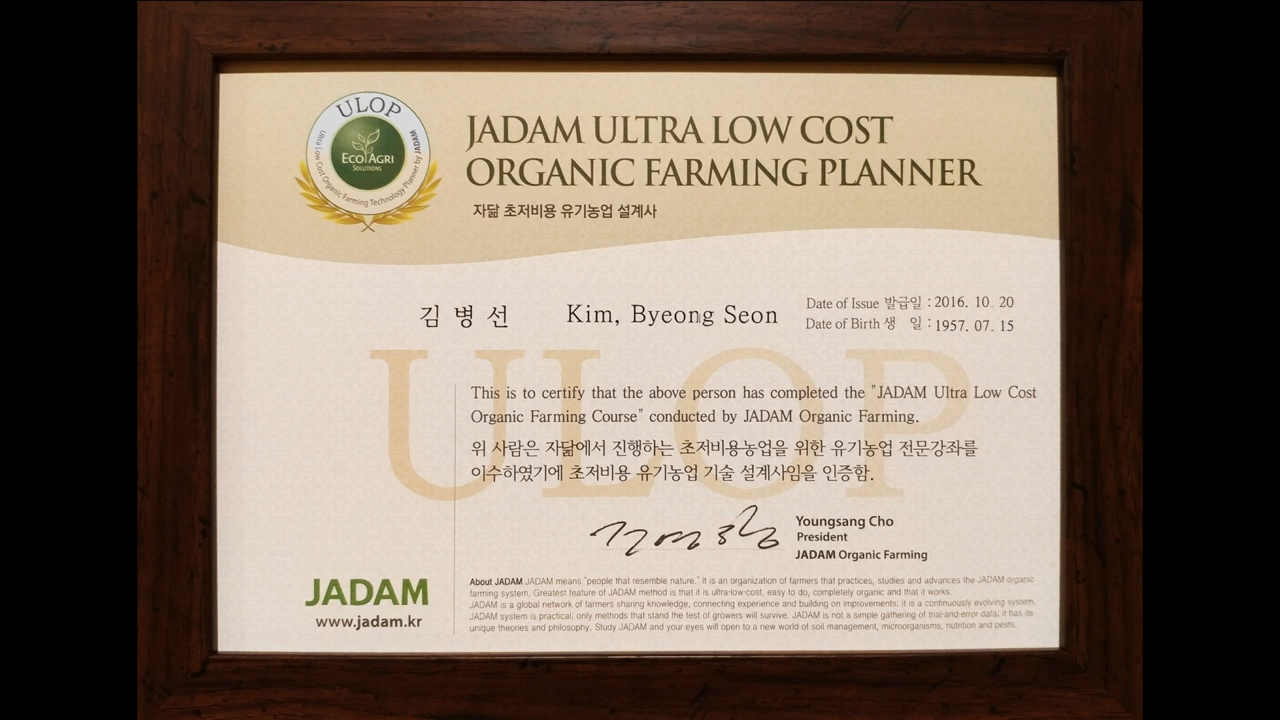 ULOP
Ultra Low Cost Organic Farming Technology Planner by JADAM
ECO AGRI
SOLUTIONS
JADAM ULTRA LOW COST
ORGANIC FARMING PLANNER
자닮 초저비용 유기농업 설계사
김 병 선 Kim, Byeong Seon
Date of Issue 발급일 : 2016. 10. 20
Date of Birth 생 일 : 1957. 07. 15
ULOP
This is to certify that the above person has completed the "JADAM Ultra Low Cost
Organic Farming Course" conducted by JADAM Organic Farming.
위 사람은 자닮에서 진행하는 초저비용농업을 위한 유기농업 전문강좌를
이수하였기에 초저비용 유기농업 기술 설계사임을 인증함.
Youngsang Cho
President
JADAM Organic Farming
JADAM
www.jadam.kr
About JADAM JADAM means "people that resemble nature." It is an organization of farmers that practices, studies and advances the JADAM organic
farming system. Greatest feature of JADAM method is that it is ultra-low-cost, easy to do, completely organic and that it works.
JADAM is a global network of farmers sharing knowledge, connecting experience and building on improvements; it is a continuously evolving system.
JADAM system is practical; only methods that stand the test of growers will survive. JADAM is not a simple gathering of trial-and-error data; it has its
unique theories and philosophy. Study JADAM and your eyes will open to a new world of soil management, microorganisms, nutrition and pests.